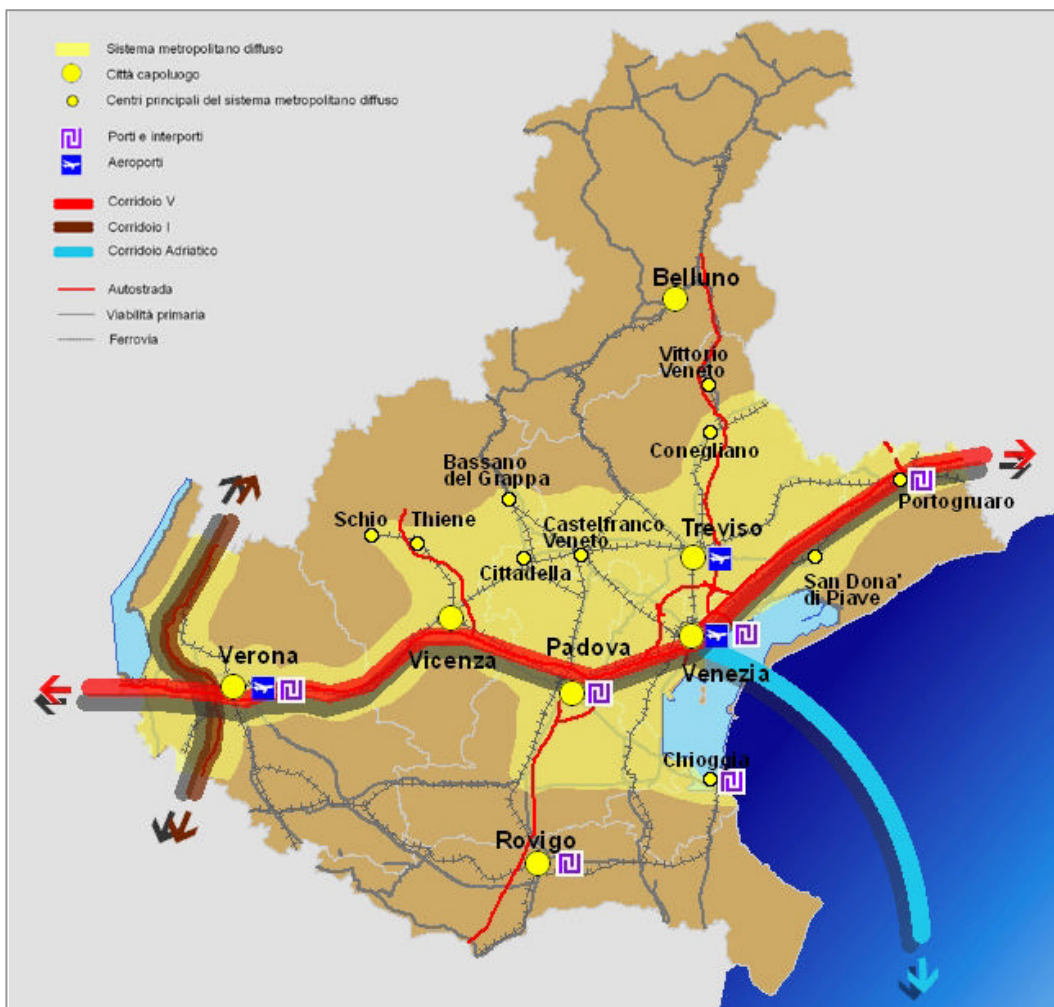 Sistema metropolitano diffuso
Città capoluogo
Centri principali del sistema metropolitano diffuso
Porti e interporti
Aeroporti
Corridoio V
Corridoio I
Corridoio Adriatico
Autostrada
Viabilità primaria
Ferrovia
Belluno
Vittorio
Veneto
Conegliano
Bassano
del Grappa
Portogruaro
Schio
Thiene
Castelfranco
Veneto
Treviso
Cittadella
San Dona'
di Piave
Padova
Vicenza
Verona
Venezia
Chioggia
Rovigo